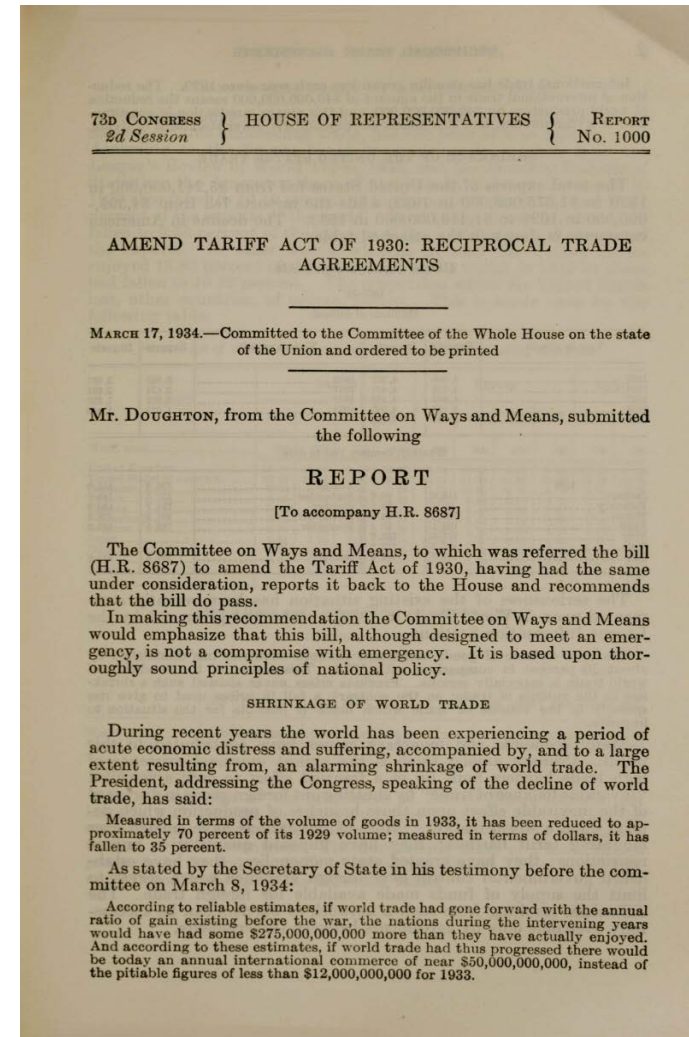 73D CONGRESS } HOUSE OF REPRESENTATIVES { REPORT
2d Session } { No. 1000
AMEND TARIFF ACT OF 1930: RECIPROCAL TRADE
AGREEMENTS
MARCH 17, 1934.—Committed to the Committee of the Whole House on the state
of the Union and ordered to be printed
Mr. DOUGHTON, from the Committee on Ways and Means, submitted
the following
REPORT
[To accompany H.R. 8687]
The Committee on Ways and Means, to which was referred the bill
(H.R. 8687) to amend the Tariff Act of 1930, having had the same
under consideration, reports it back to the House and recommends
that the bill do pass.
In making this recommendation the Committee on Ways and Means
would emphasize that this bill, although designed to meet an emer-
gency, is not a compromise with emergency. It is based upon thor-
oughly sound principles of national policy.
SHRINKAGE OF WORLD TRADE
During recent years the world has been experiencing a period of
acute economic distress and suffering, accompanied by, and to a large
extent resulting from, an alarming shrinkage of world trade. The
President, addressing the Congress, speaking of the decline of world
trade, has said:
Measured in terms of the volume of goods in 1933, it has been reduced to ap-
proximately 70 percent of its 1929 volume; measured in terms of dollars, it has
fallen to 35 percent.
As stated by the Secretary of State in his testimony before the com-
mittee on March 8, 1934:
According to reliable estimates, if world trade had gone forward with the annual
ratio of gain existing before the war, the nations during the intervening years
would have had some $275,000,000,000 more than they have actually enjoyed.
And according to these estimates, if world trade had thus progressed there would
be today an annual international commerce of near $50,000,000,000, instead of
the pitiable figures of less than $12,000,000,000 for 1933.